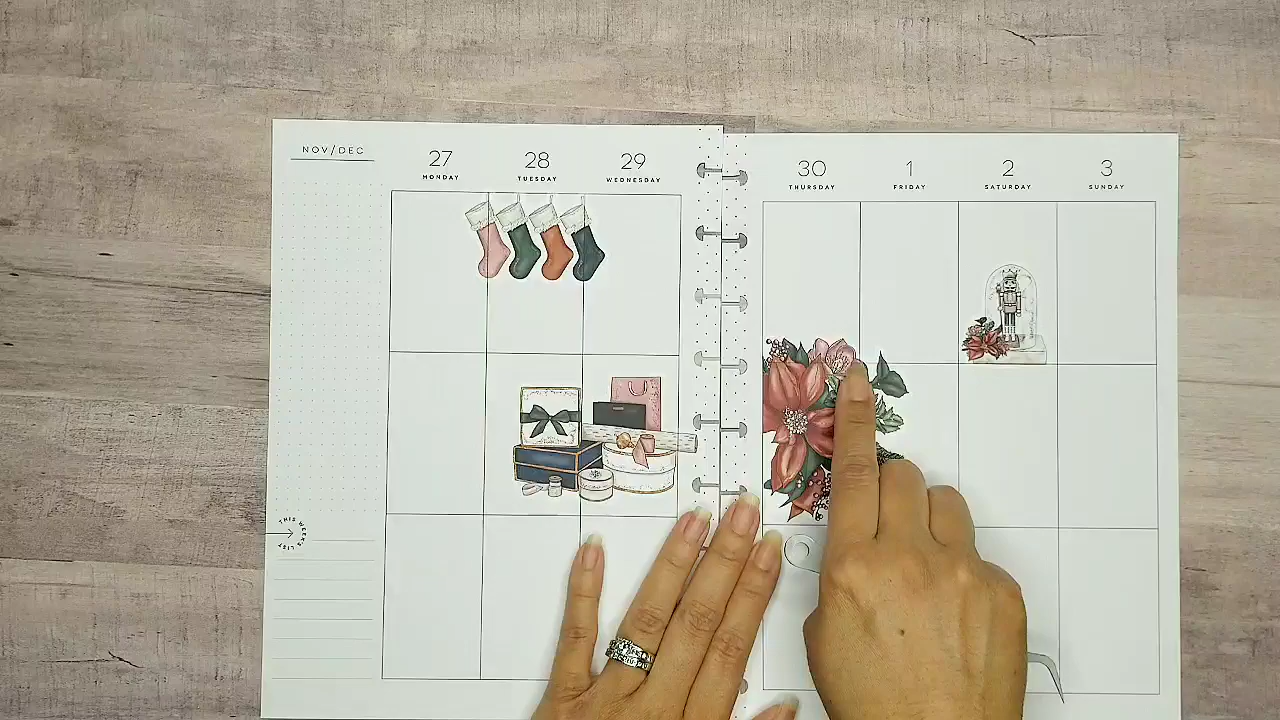 NOV/DEC
27
MONDAY
28
TUESDAY
29
WEDNESDAY
30
THURSDAY
1
FRIDAY
2
SATURDAY
3
SUNDAY
THIS WEEK'S LIST